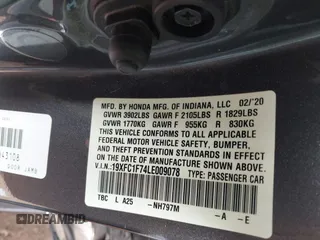 MFD. BY HONDA MFG. OF INDIANA, LLC 02/'20
GVWR 3902LBS GAWR F 2105LBS R 1829LBS
GVWR 1770KG GAWR F 955KG R 830KG
THIS VEHICLE CONFORMS TO ALL APPLICABLE
FEDERAL MOTOR VEHICLE SAFETY, BUMPER,
AND THEFT PREVENTION STANDARDS IN EFFECT ON
THE DATE OF MANUFACTURE SHOWN ABOVE.
V.I.N.: 19XFC1F74LE009078 TYPE: PASSENGER CAR
TBC L A25 -NH797M -A -E
DREAMBID